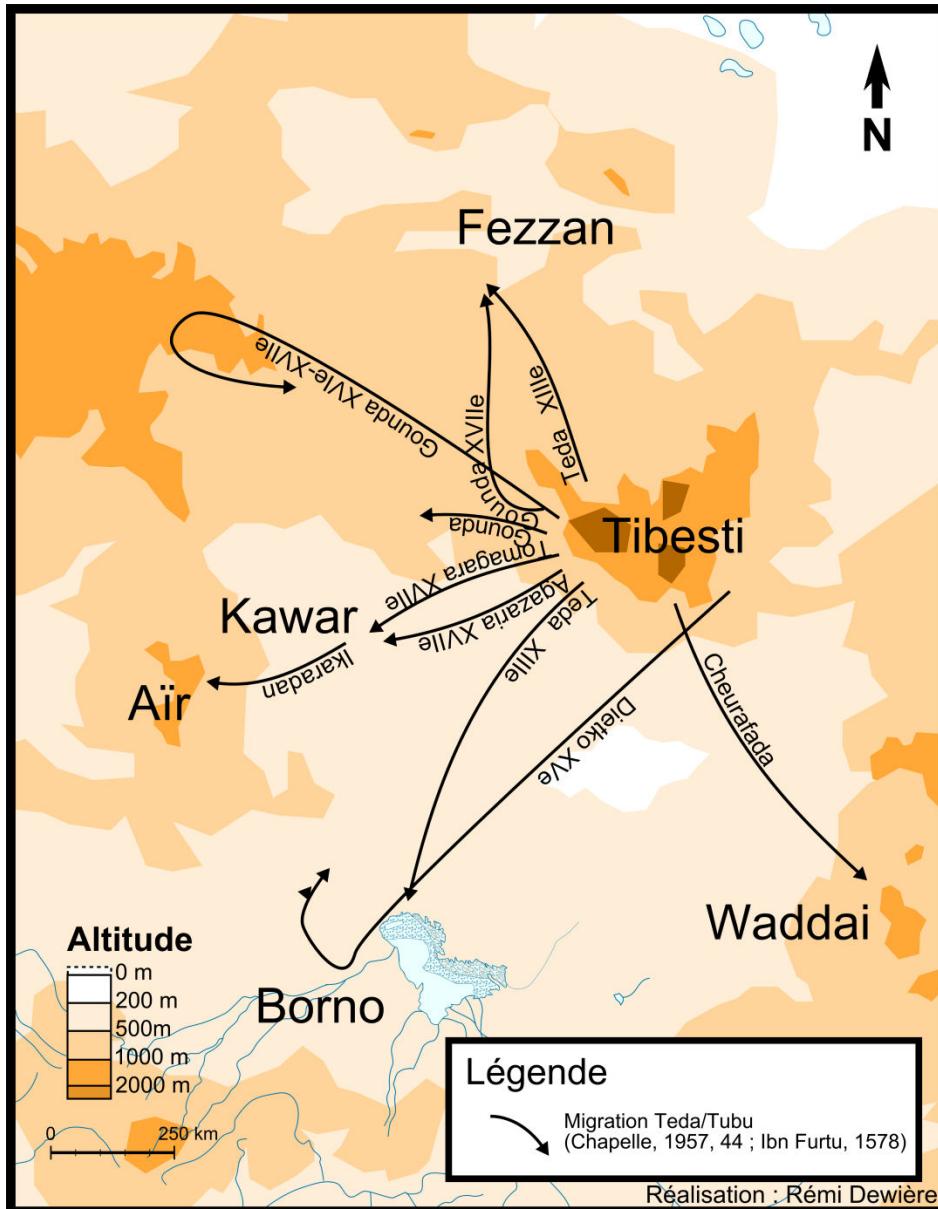 N
Fezzan
Gounda XVIe-XVIIe
Gounda XVIIe
Teda XIIIe
Tibesti
Gounda
Tomagara XVIIe
Agazaria XVIIe
Teda XIIIe
Kawar
Ikaradan
Aïr
Dietko XVe
Cheurafada
Waddai
Borno
Altitude
0 m
200 m
500m
1000 m
2000 m
0 250 km
Légende
Migration Teda/Tubu
(Chapelle, 1957, 44 ; Ibn Furtu, 1578)
Réalisation : Rémi Dewière